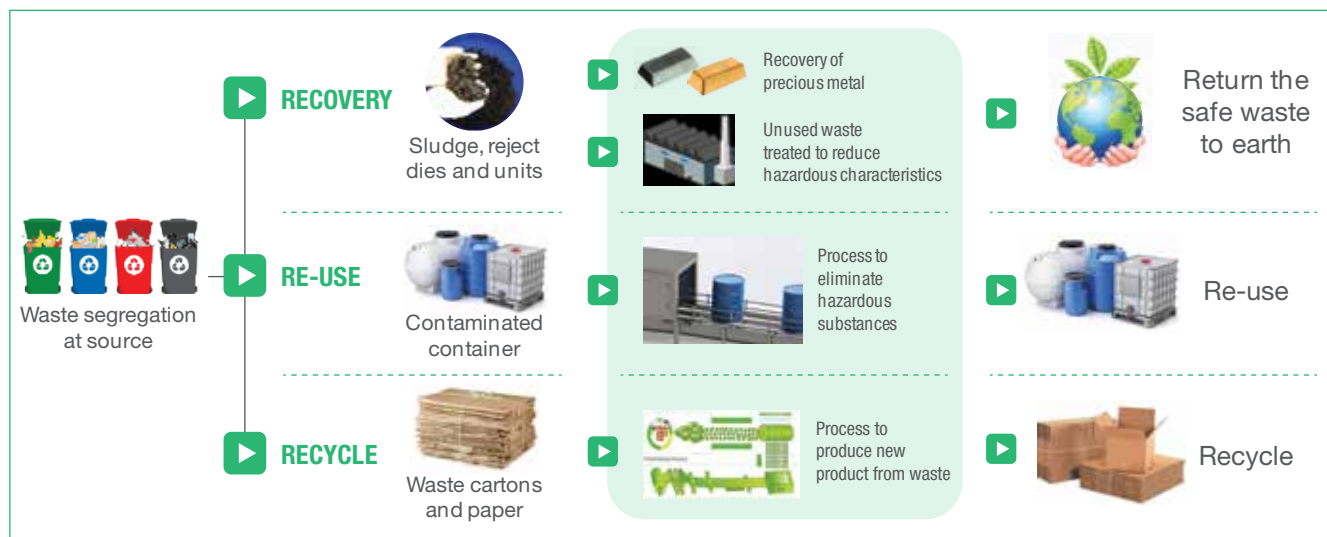 Waste segregation
at source
RECOVERY
Sludge, reject
dies and units
Recovery of
precious metal
Unused waste
treated to reduce
hazardous characteristics
Return the
safe waste
to earth
RE-USE
Contaminated
container
Process to
eliminate
hazardous
substances
Re-use
RECYCLE
Waste cartons
and paper
Process to
produce new
product from waste
Recycle